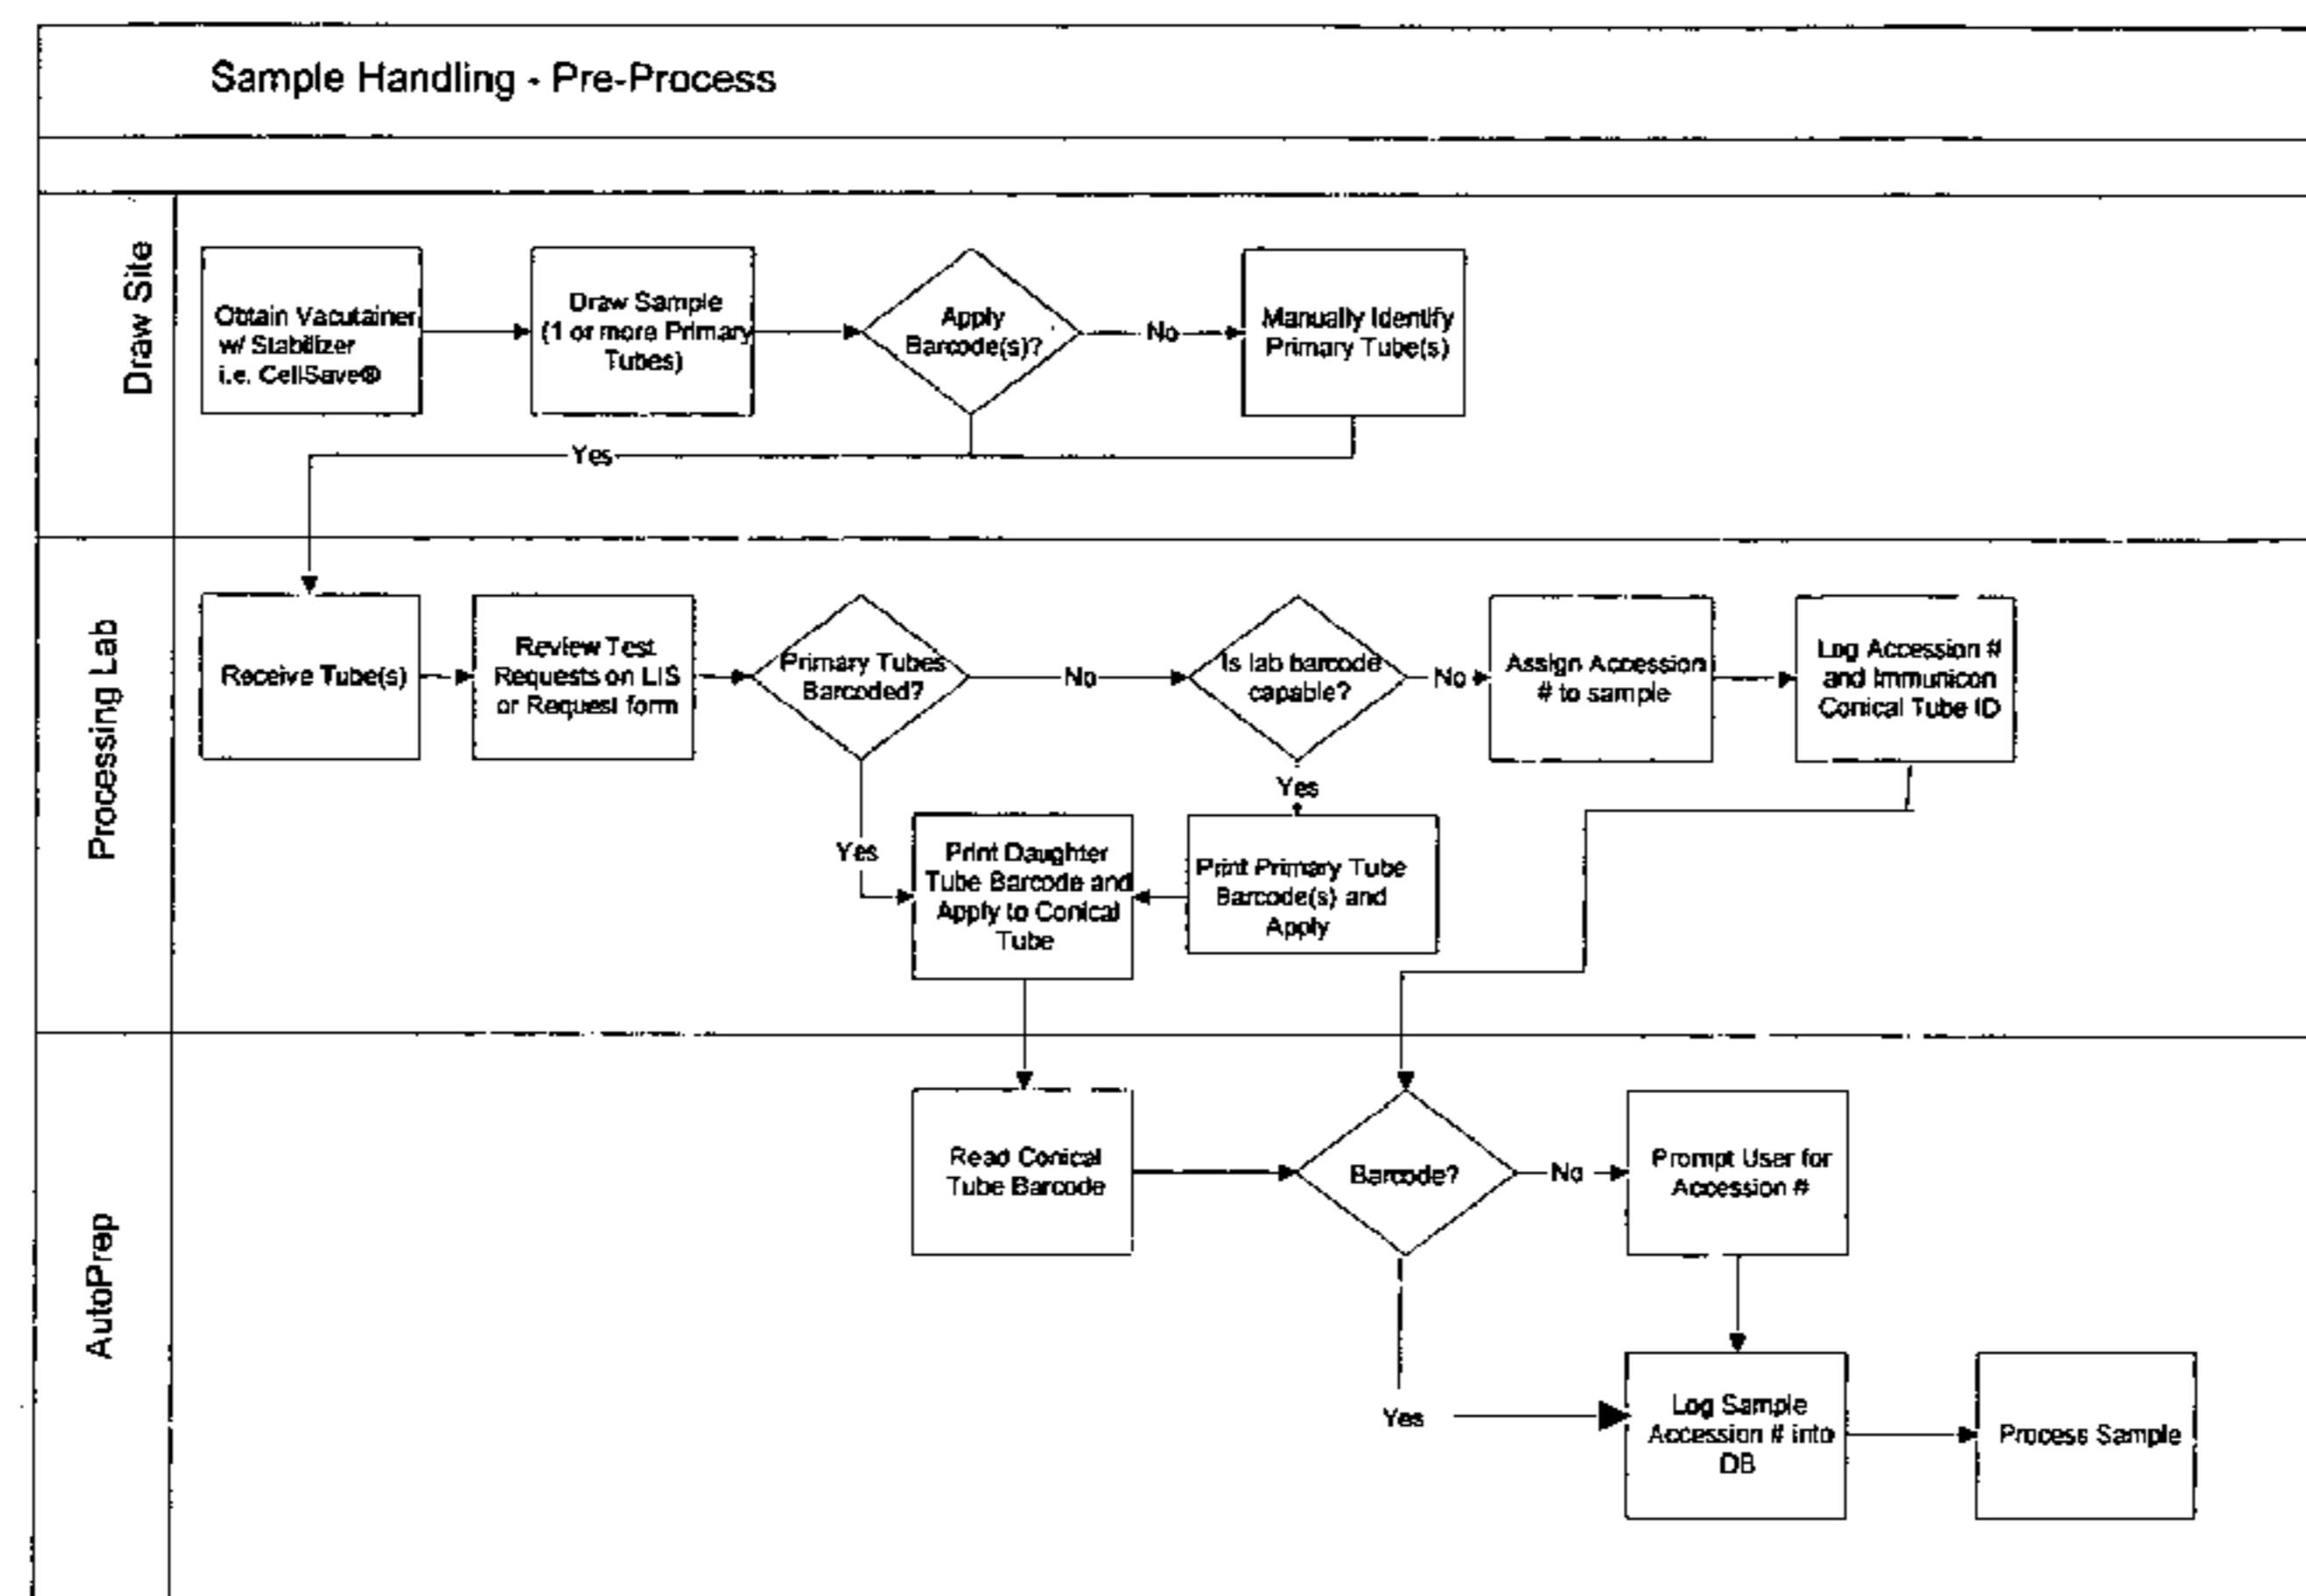 Sample Handling - Pre-Process
Draw Site
Obtain Vacutainer
w/ Stabilizer
i.e. CellSave®
Draw Sample
(1 or more Primary
Tubes)
Apply
Barcode(s)?
No
Manually Identify
Primary Tube(s)
Yes
Processing Lab
Receive Tube(s)
Review Test
Requests on LIS
or Request form
Primary Tubes
Barcoded?
No
Is lab barcode
capable?
No
Assign Accession
# to sample
Log Accession #
and Immunicon
Conical Tube ID
Yes
Yes
Print Daughter
Tube Barcode and
Apply to Conical
Tube
Print Primary Tube
Barcode(s) and
Apply
AutoPrep
Read Conical
Tube Barcode
Barcode?
No
Prompt User for
Accession #
Yes
Log Sample
Accession # into
DB
Process Sample